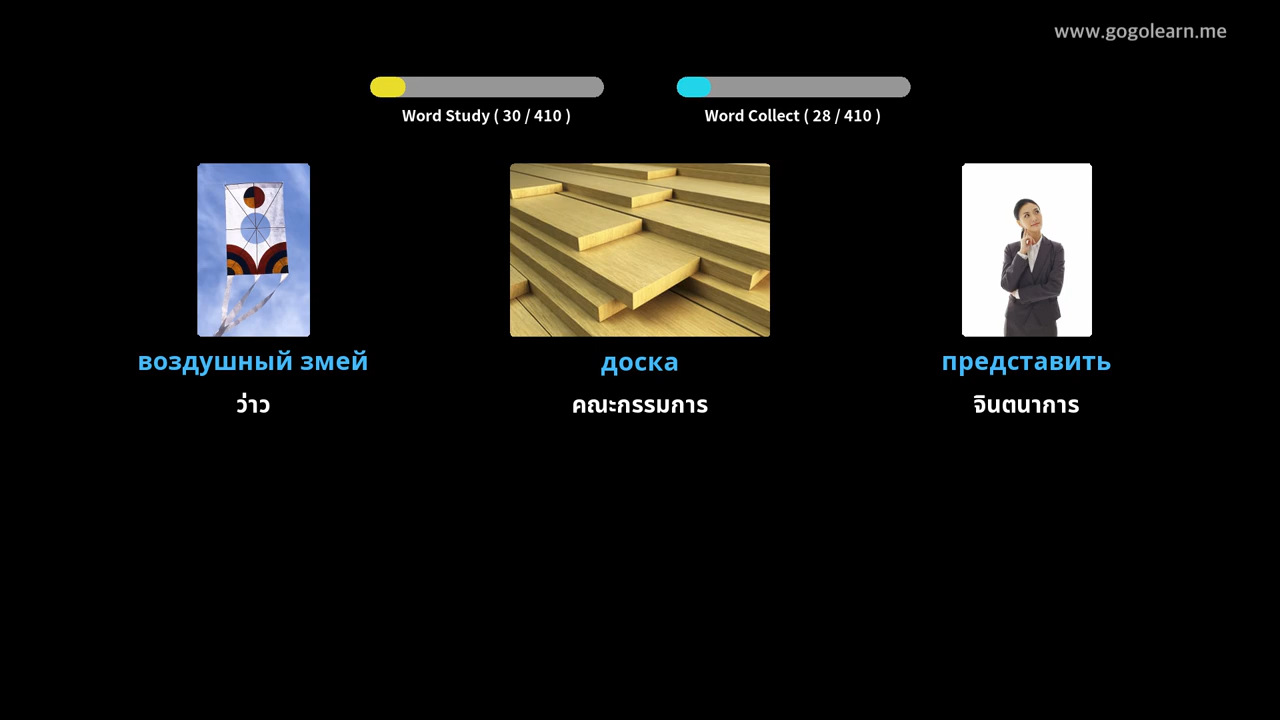 www.gogolearn.me
Word Study ( 30 / 410 )
Word Collect ( 28 / 410 )
воздушный змей
доска
представить
ว่าว
คณะกรรมการ
จินตนาการ